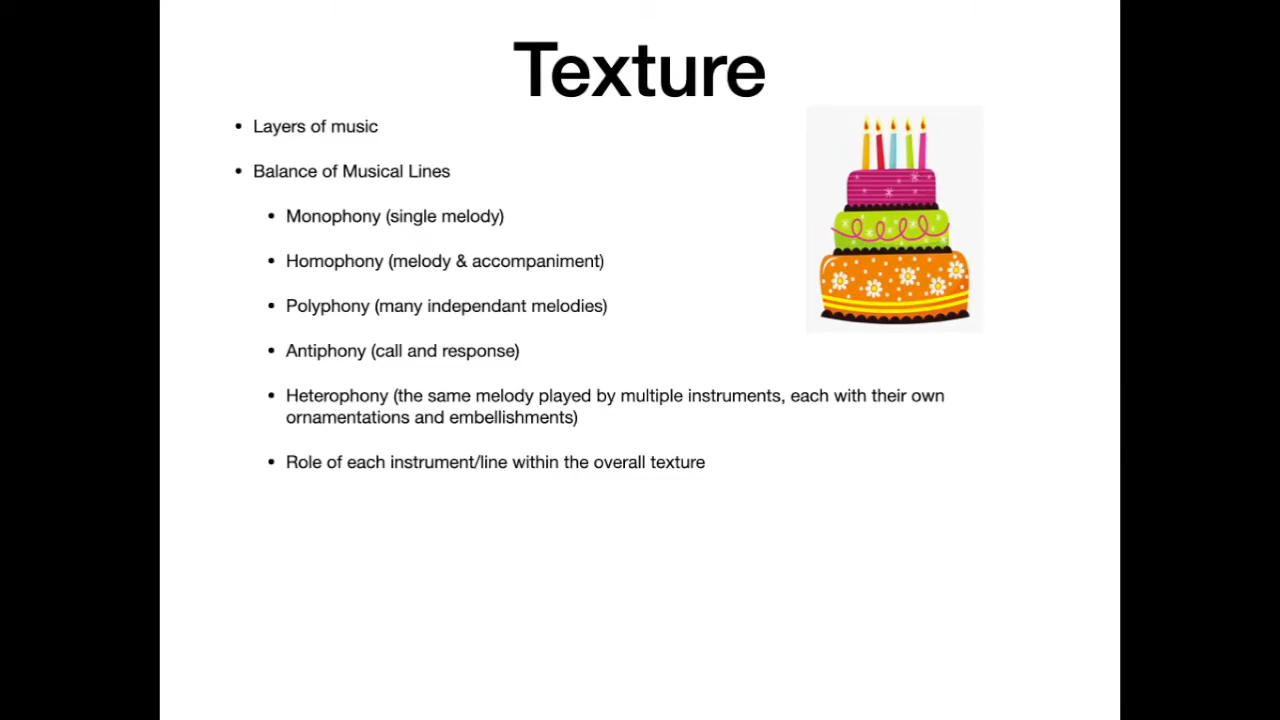 Texture
• Layers of music
• Balance of Musical Lines
• Monophony (single melody)
• Homophony (melody & accompaniment)
• Polyphony (many independant melodies)
• Antiphony (call and response)
• Heterophony (the same melody played by multiple instruments, each with their own
ornamentations and embellishments)
• Role of each instrument/line within the overall texture